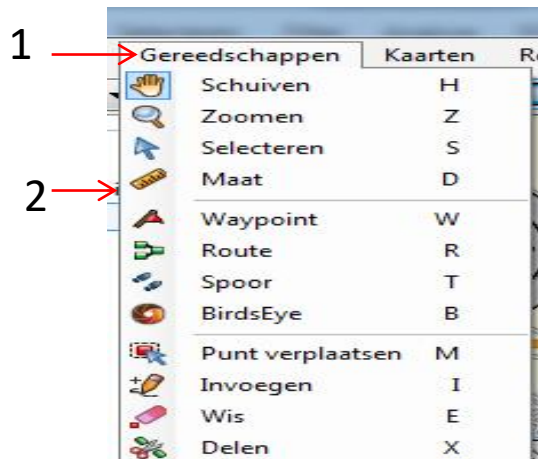 1 Gereedschappen Kaarten R
Schuiven H
Zoomen Z
Selecteren S
2 Maat D
Waypoint W
Route R
Spoor T
BirdsEye B
Punt verplaatsen M
Invoegen I
Wis E
Delen X